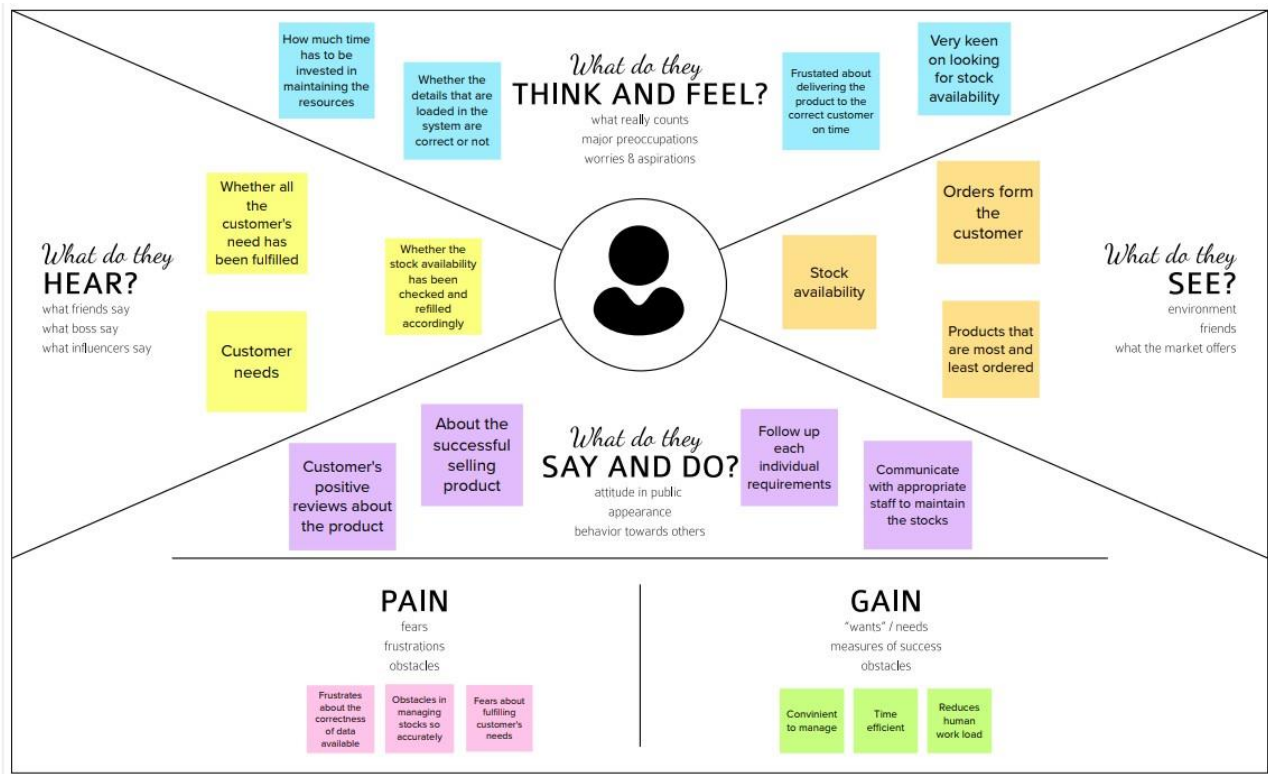 How much time
has to be
invested in
maintaining the
resources
Whether the
details that are
loaded in the
system are
correct or not
What do they
THINK AND FEEL?
what really counts
major preoccupations
worries & aspirations
Frustated about
delivering the
product to the
correct customer
on time
Very keen
on looking
for stock
availability
What do they
HEAR?
what friends say
what boss say
what influencers say
Whether all
the
customer's
need has
been fulfilled
Customer
needs
Whether the
stock availability
has been
checked and
refilled
accordingly
Stock
availability
Orders form
the
customer
Products that
are most and
least ordered
What do they
SEE?
environment
friends
what the market offers
Customer's
positive
reviews about
the product
About the
successful
selling
product
What do they
SAY AND DO?
attitude in public
appearance
behavior towards others
Follow up
each
individual
requirements
Communicate
with appropriate
staff to maintain
the stocks
PAIN
fears
frustrations
obstacles
Frustrates
about the
correctness
of data
available
Obstacles in
managing
stocks so
accurately
Fears about
fulfilling
customer's
needs
GAIN
“wants” / needs
measures of success
obstacles
Convinient
to manage
Time
efficient
Reduces
human
work load